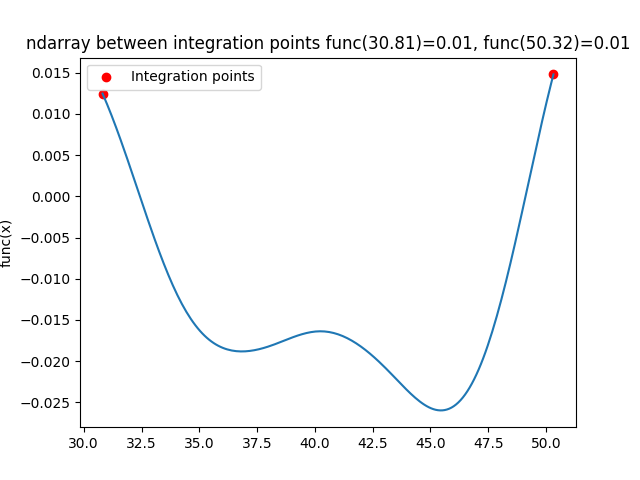 ndarray between integration points func(30.81)=0.01, func(50.32)=0.01
Integration points
func(x)
0.015
0.010
0.005
0.000
−0.005
−0.010
−0.015
−0.020
−0.025
30.0 32.5 35.0 37.5 40.0 42.5 45.0 47.5 50.0